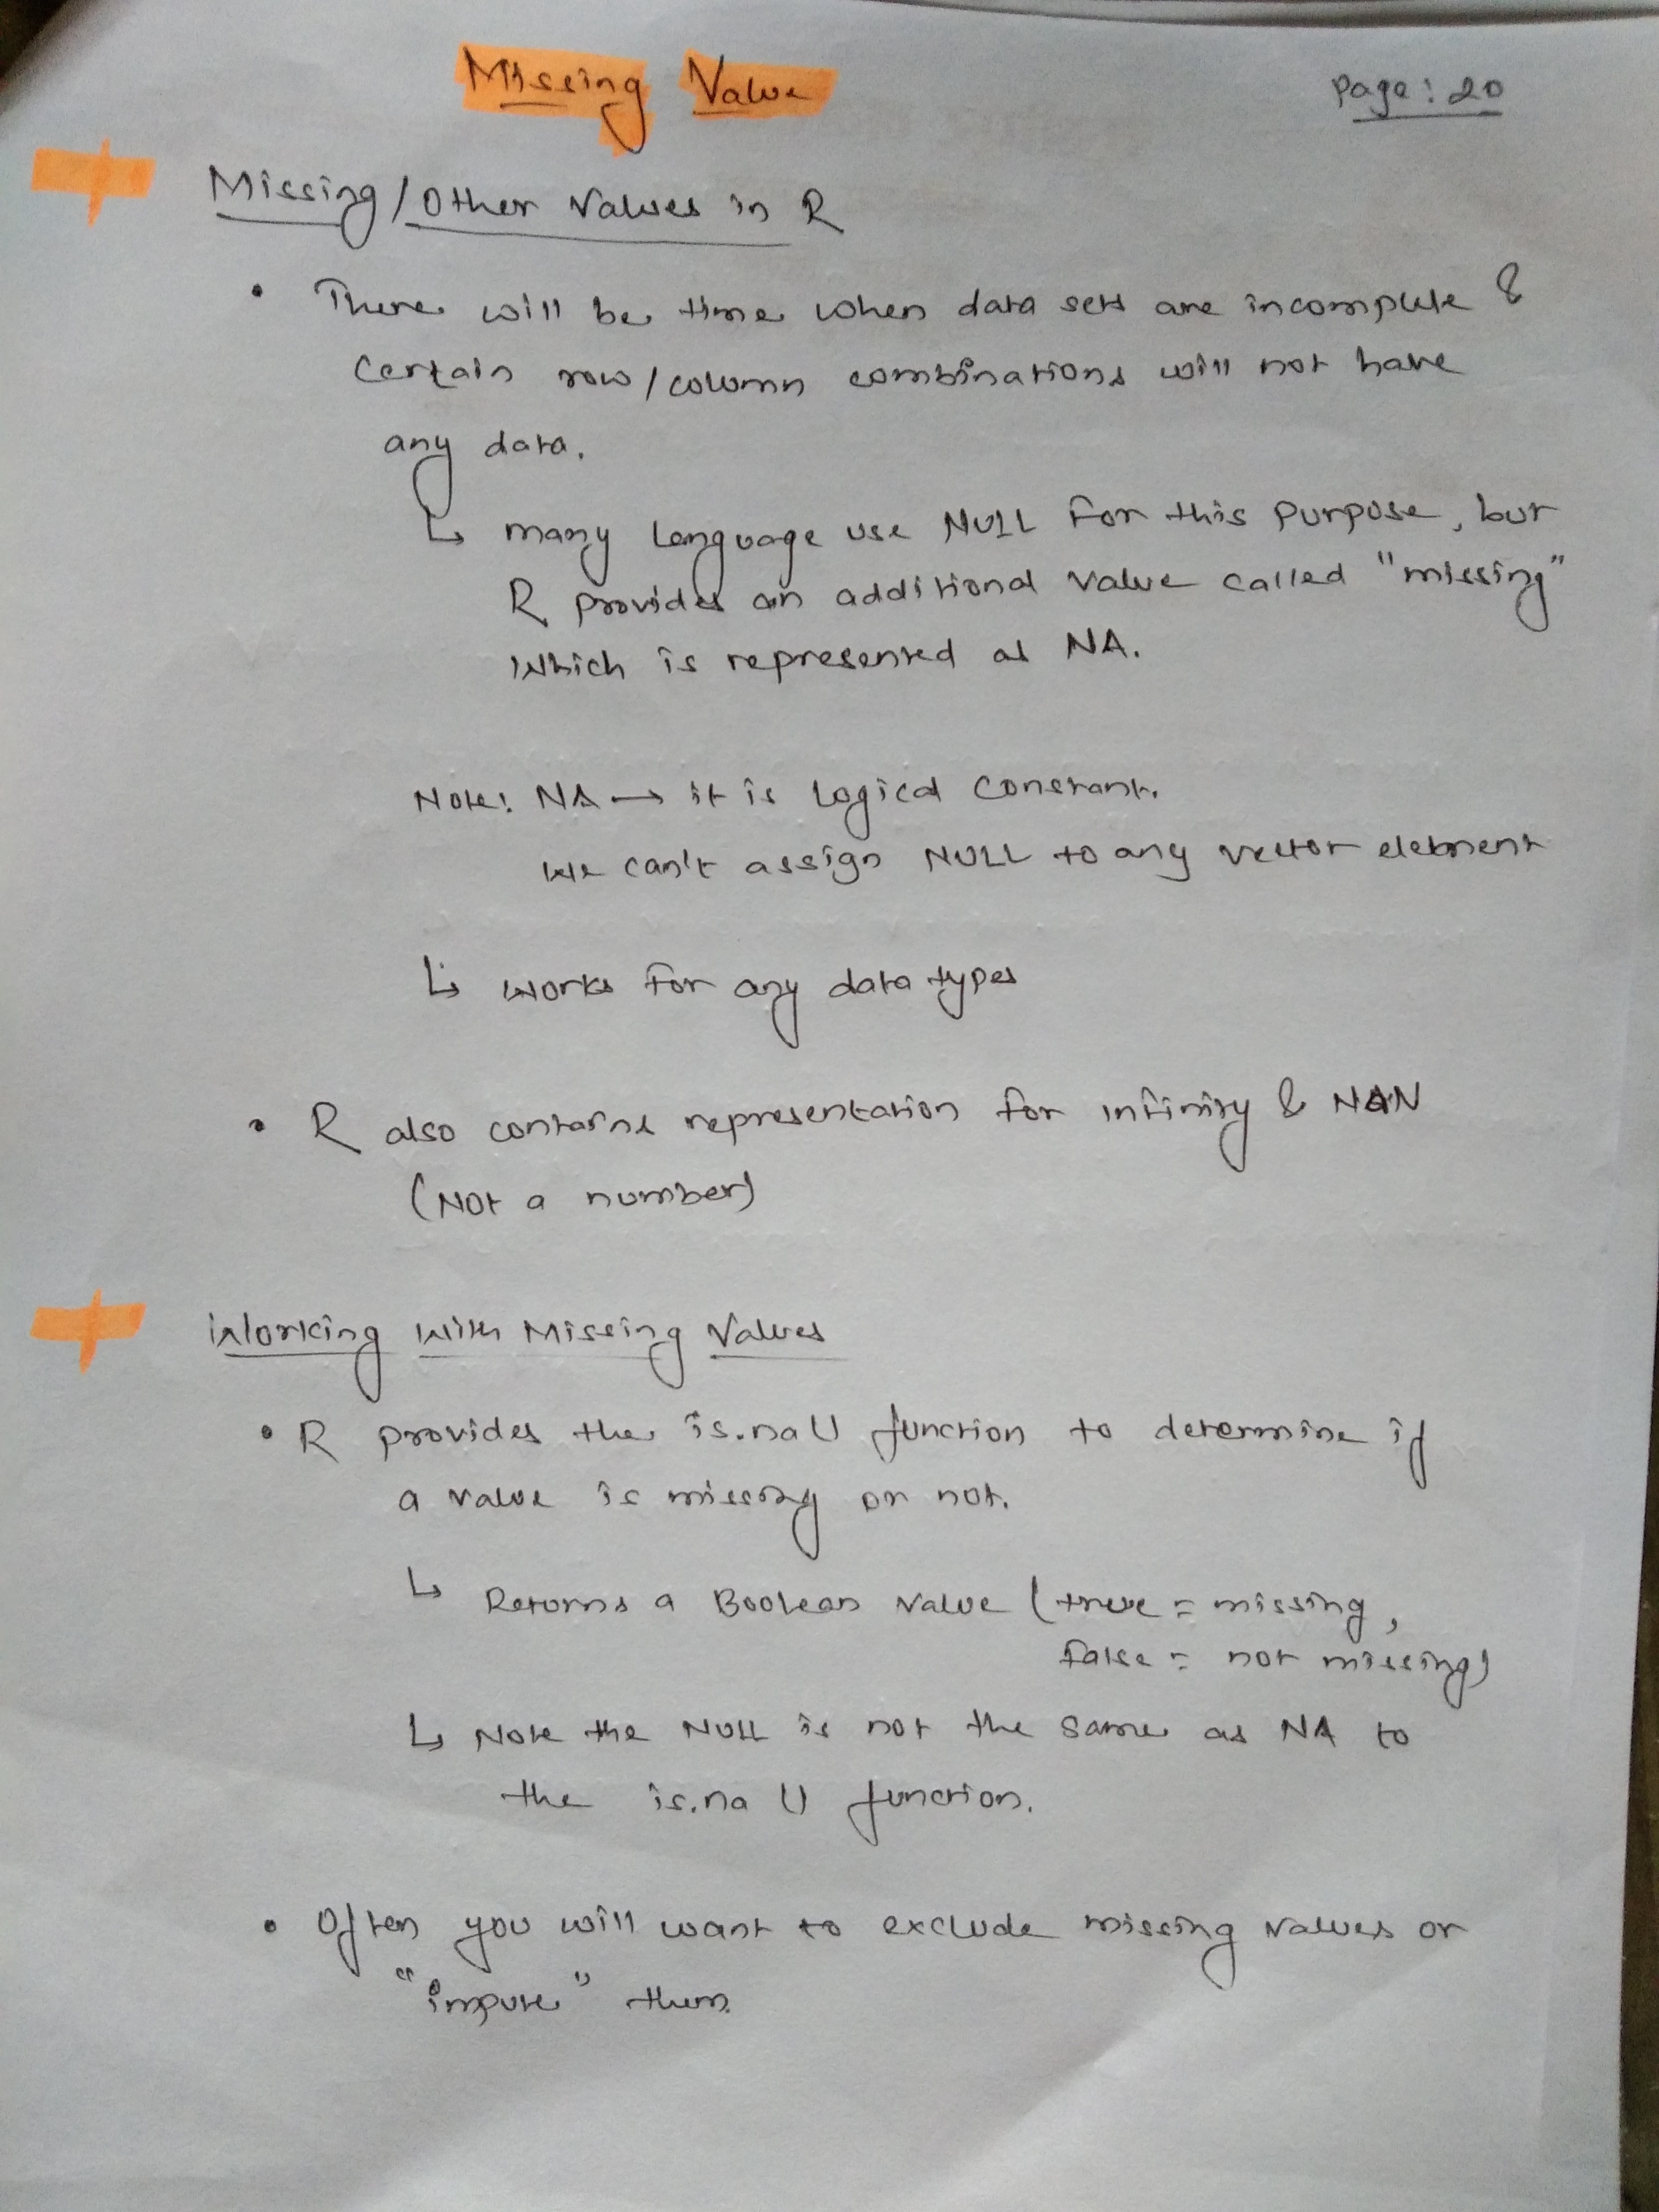 Missing Value
Page: 20
Missing/Other Values in R
• There will be time when data sets are incomplete &
certain row/column combinations will not have
any data.
↳ many language use NULL for this purpose, but
R provides an additional value called "missing"
which is represented as NA.
Note: NA → it is logical constant.
We can't assign NULL to any vector element
↳ works for any data types
• R also contains representation for infinity & NAN
(Not a number)
Working with Missing Values
• R provides the is.na() function to determine if
a value is missing or not.
↳ Returns a Boolean value (true = missing,
false = not missing)
↳ Note the NULL is not the same as NA to
the is.na() function.
• Often you will want to exclude missing values or
"impute" them